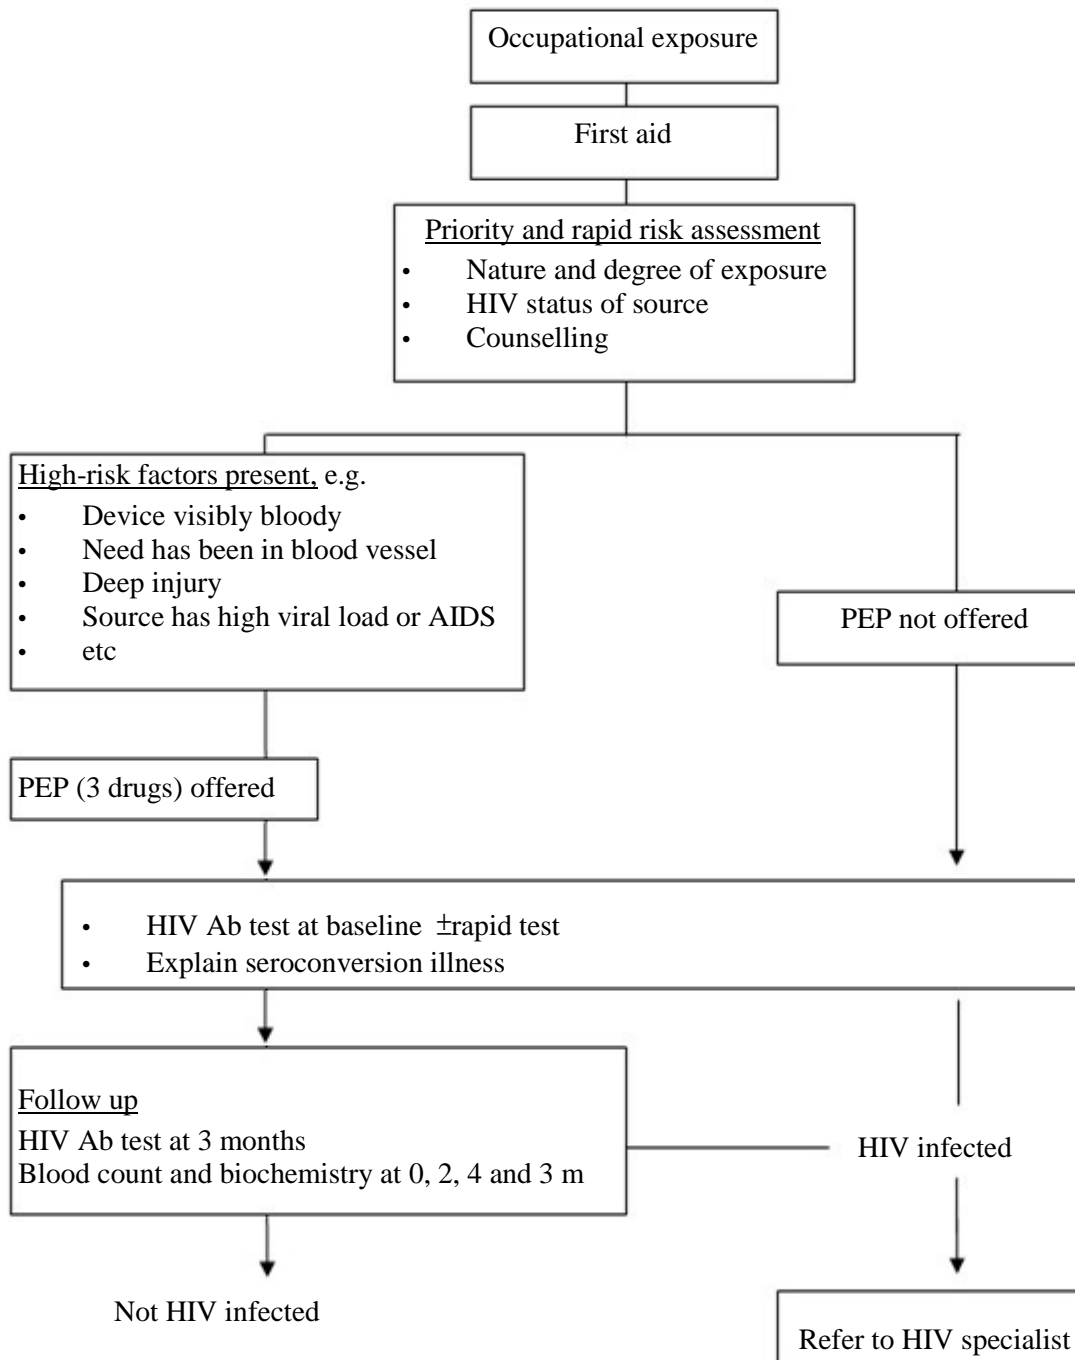 Occupational exposure
First aid
Priority and rapid risk assessment
• Nature and degree of exposure
• HIV status of source
• Counselling
High-risk factors present, e.g.
• Device visibly bloody
• Need has been in blood vessel
• Deep injury
• Source has high viral load or AIDS
• etc
PEP not offered
PEP (3 drugs) offered
• HIV Ab test at baseline ±rapid test
• Explain seroconversion illness
Follow up
HIV Ab test at 3 months
Blood count and biochemistry at 0, 2, 4 and 3 m
HIV infected
Not HIV infected
Refer to HIV specialist